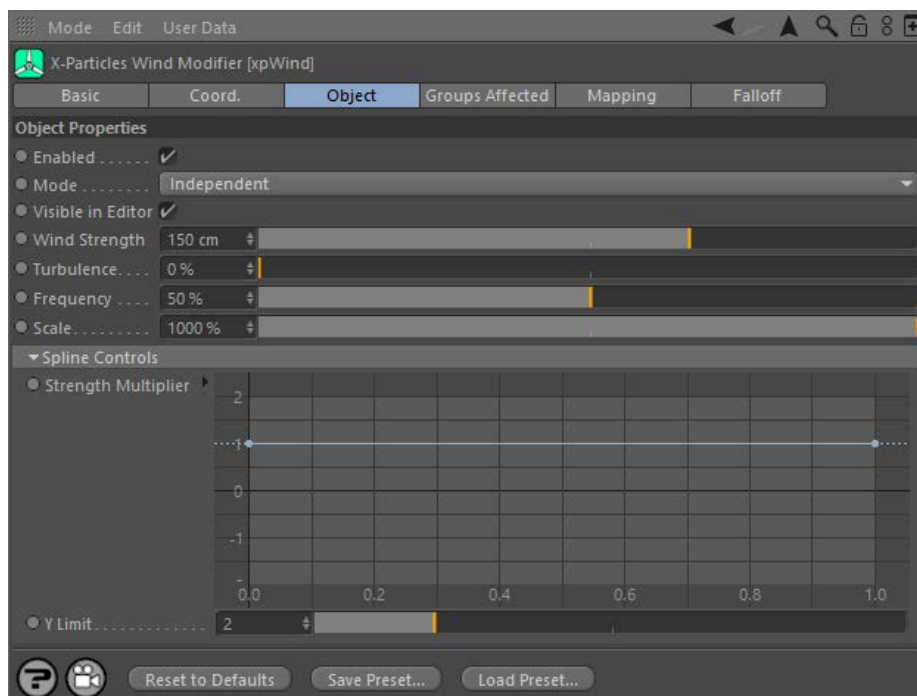 Mode Edit User Data
X-Particles Wind Modifier [xpWind]
Basic Coord. Object Groups Affected Mapping Falloff
Object Properties
Enabled . . . . . . ✔
Mode . . . . . . . . Independent
Visible in Editor ✔
Wind Strength 150 cm
Turbulence. . . . 0 %
Frequency . . . . 50 %
Scale. . . . . . . . . 1000 %
Spline Controls
Strength Multiplier
2
1
0
-1
-
0.0 0.2 0.4 0.6 0.8 1.0
Y Limit. . . . . . . . . . . . . 2
? Reset to Defaults Save Preset... Load Preset...